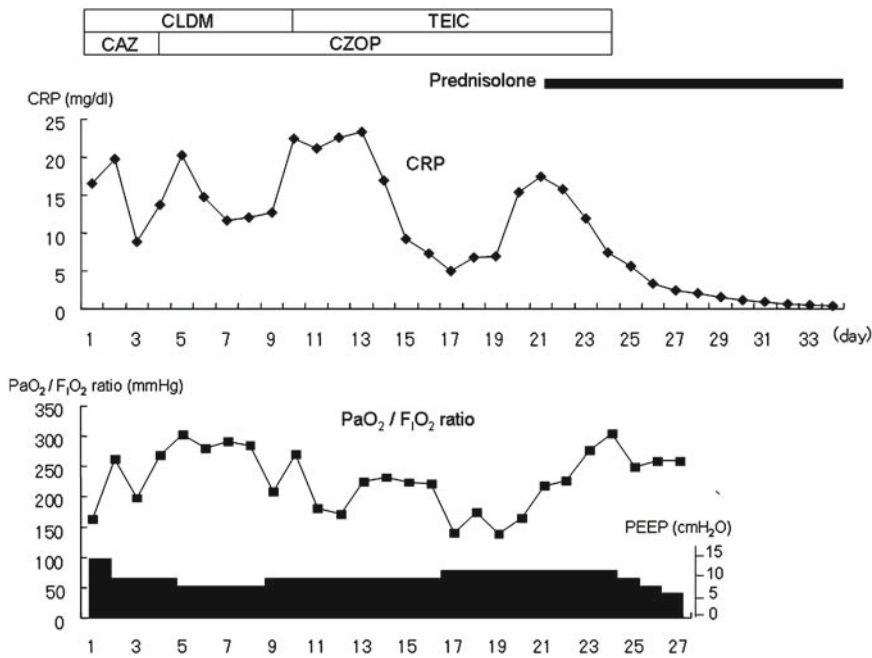 CLDM TEIC
CAZ CZOP
Prednisolone
CRP (mg/dl)
25
20
15
10
5
0
CRP
1 3 5 7 9 11 13 15 17 19 21 23 25 27 29 31 33 (day)
PaO₂ / FIO₂ ratio (mmHg)
350
300
250
200
150
100
50
0
PaO₂ / FIO₂ ratio
PEEP (cmH₂O)
15
10
5
0
1 3 5 7 9 11 13 15 17 19 21 23 25 27